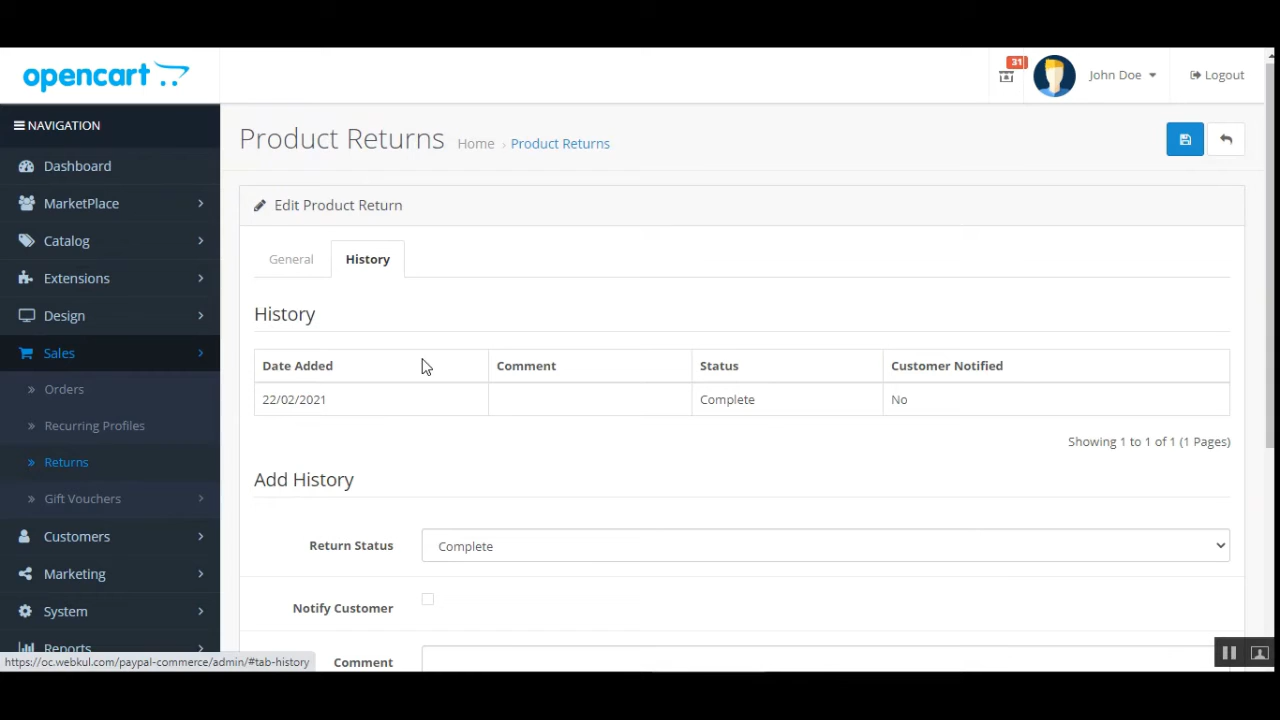 opencart
31
John Doe
Logout
NAVIGATION
Dashboard
MarketPlace
Catalog
Extensions
Design
Sales
» Orders
» Recurring Profiles
» Returns
» Gift Vouchers
Customers
Marketing
System
Reports
Product Returns
Home › Product Returns
Edit Product Return
General
History
History
Date Added Comment Status Customer Notified
22/02/2021 Complete No
Showing 1 to 1 of 1 (1 Pages)
Add History
Return Status Complete
Notify Customer
Comment
https://oc.webkul.com/paypal-commerce/admin/#tab-history